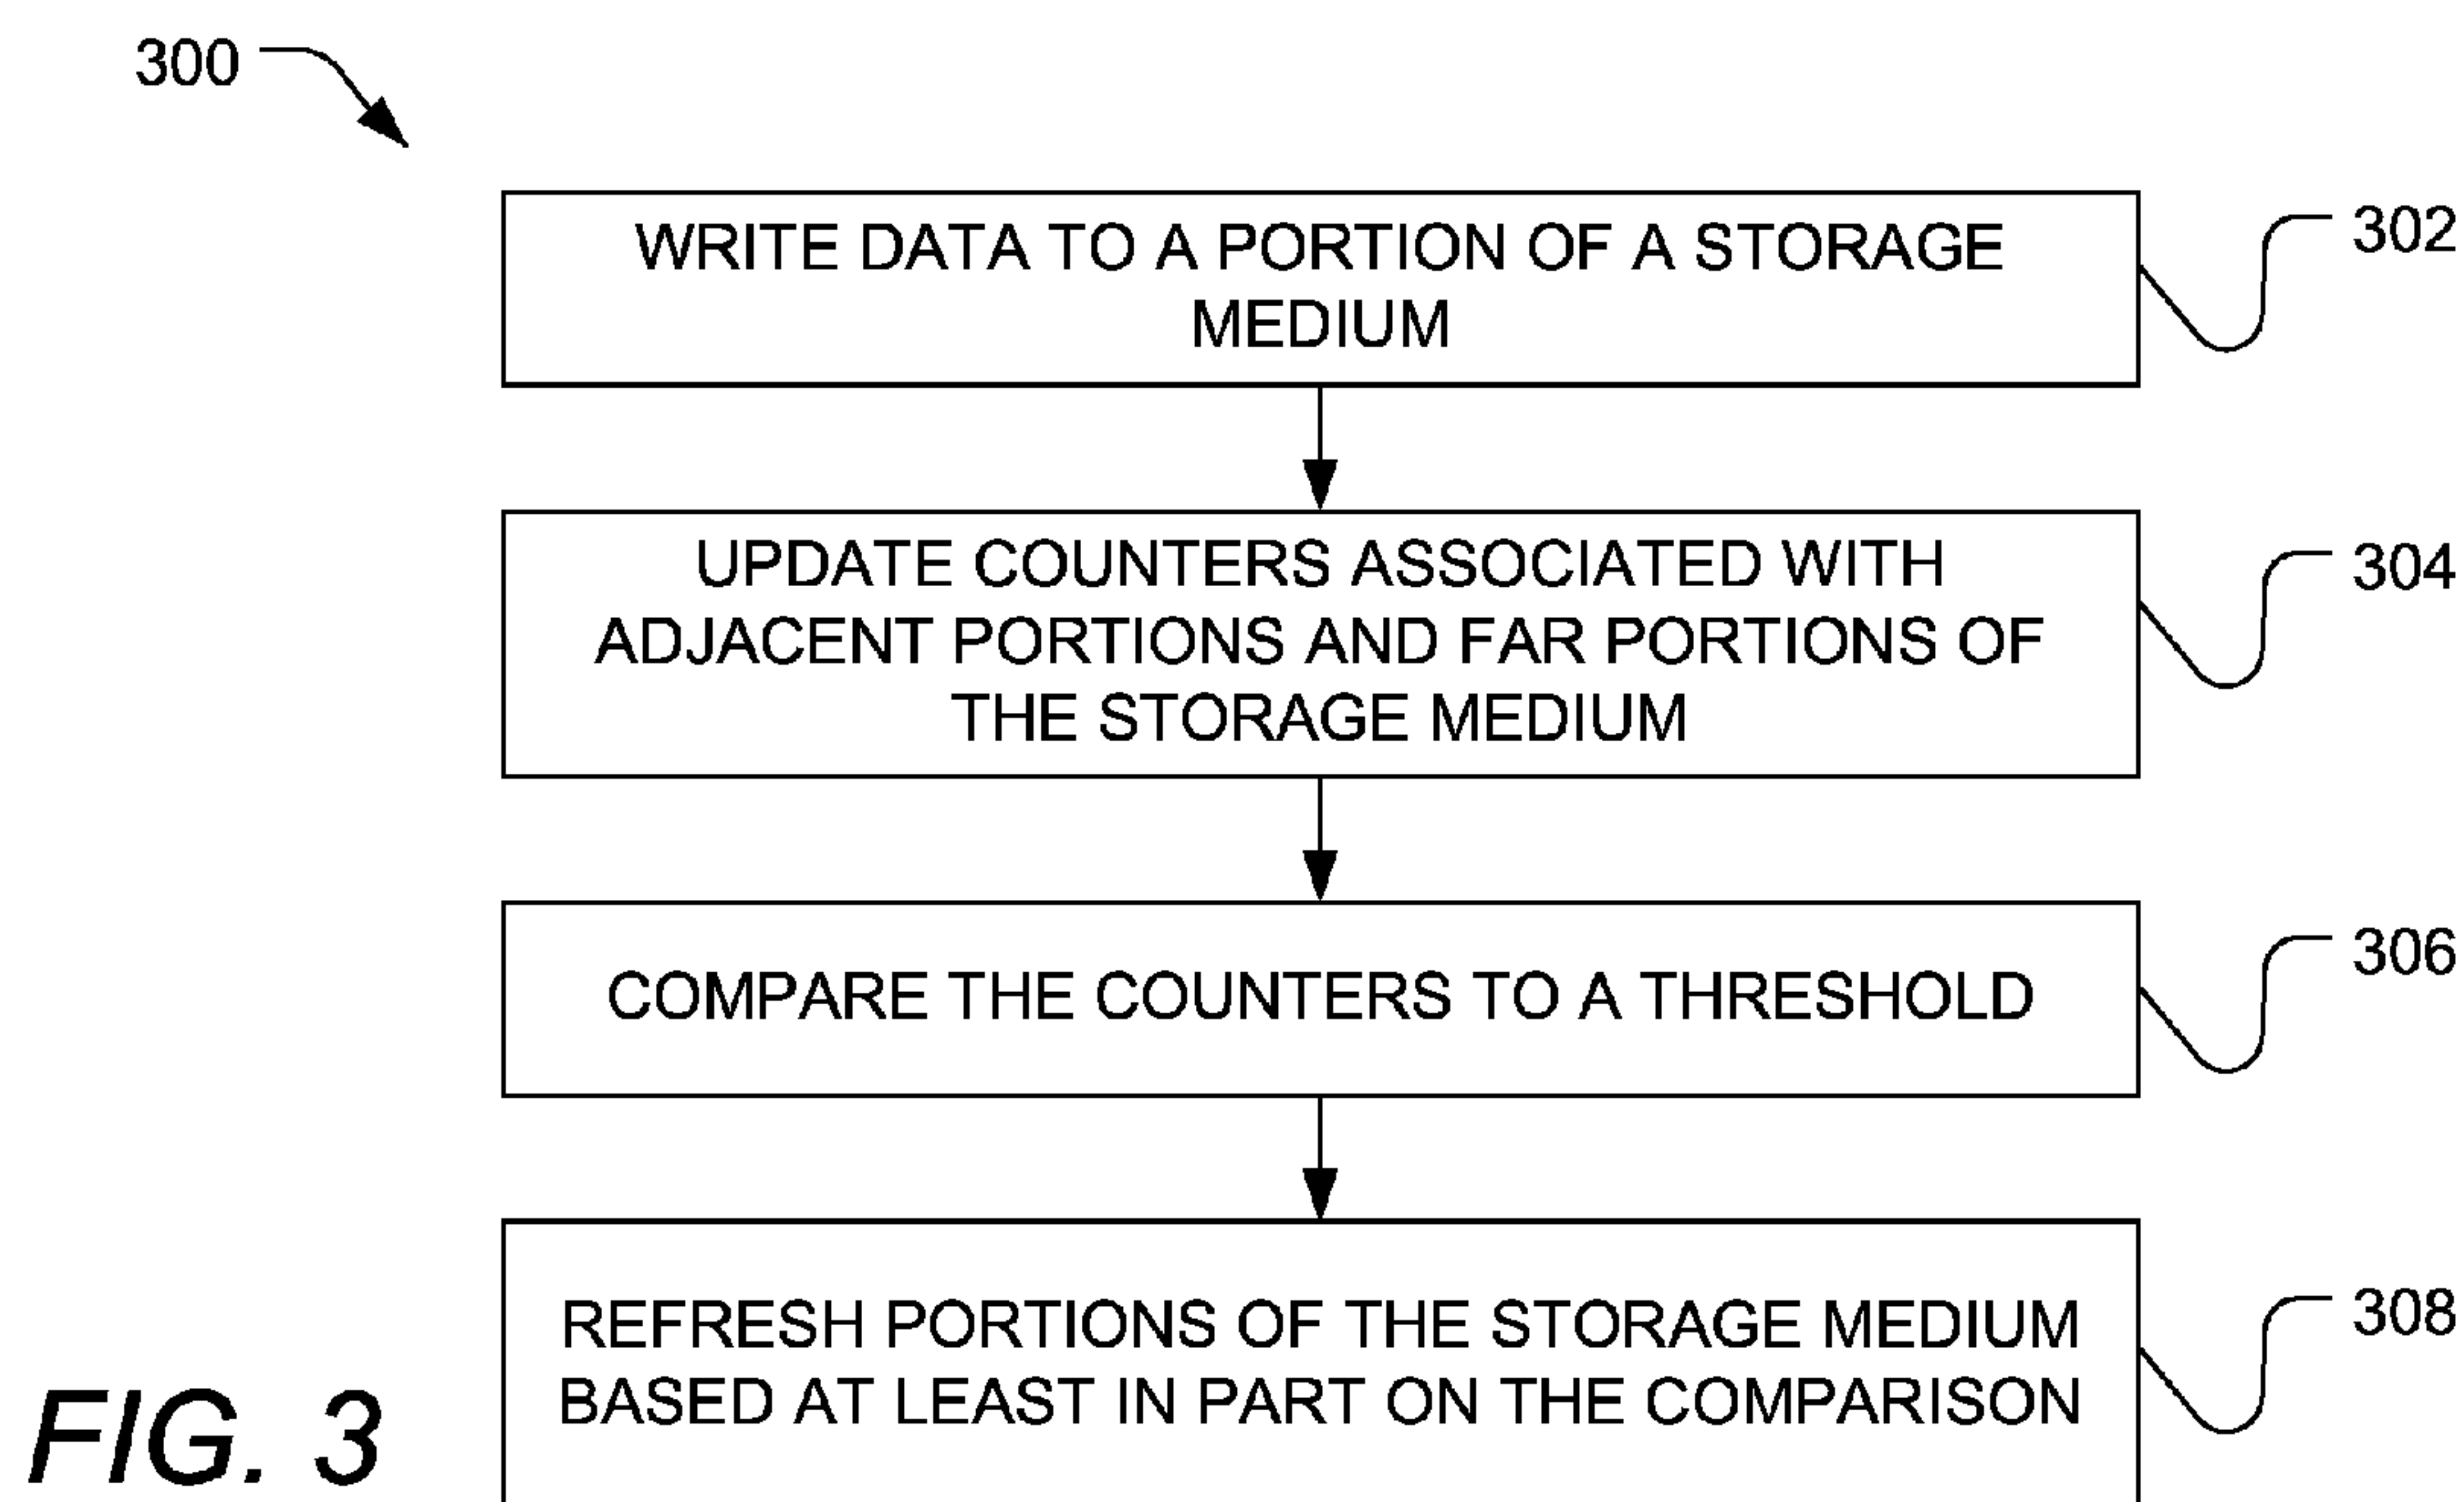 300
WRITE DATA TO A PORTION OF A STORAGE
MEDIUM
302
UPDATE COUNTERS ASSOCIATED WITH
ADJACENT PORTIONS AND FAR PORTIONS OF
THE STORAGE MEDIUM
304
COMPARE THE COUNTERS TO A THRESHOLD
306
REFRESH PORTIONS OF THE STORAGE MEDIUM
BASED AT LEAST IN PART ON THE COMPARISON
308
FIG. 3